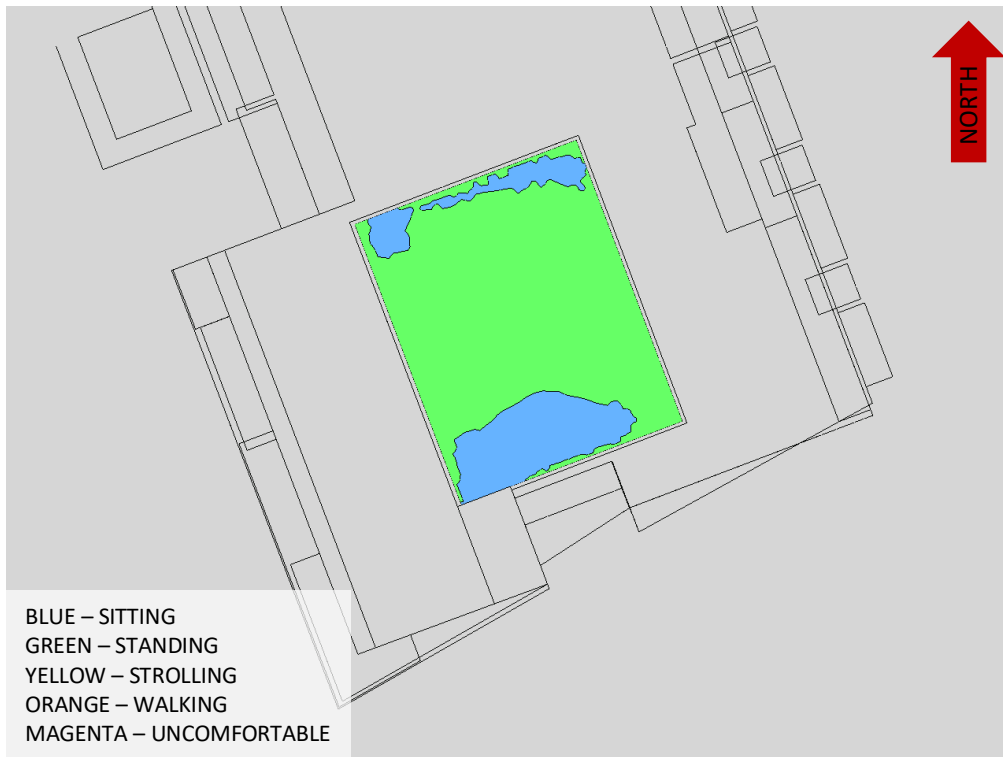 NORTH
BLUE – SITTING
GREEN – STANDING
YELLOW – STROLLING
ORANGE – WALKING
MAGENTA – UNCOMFORTABLE